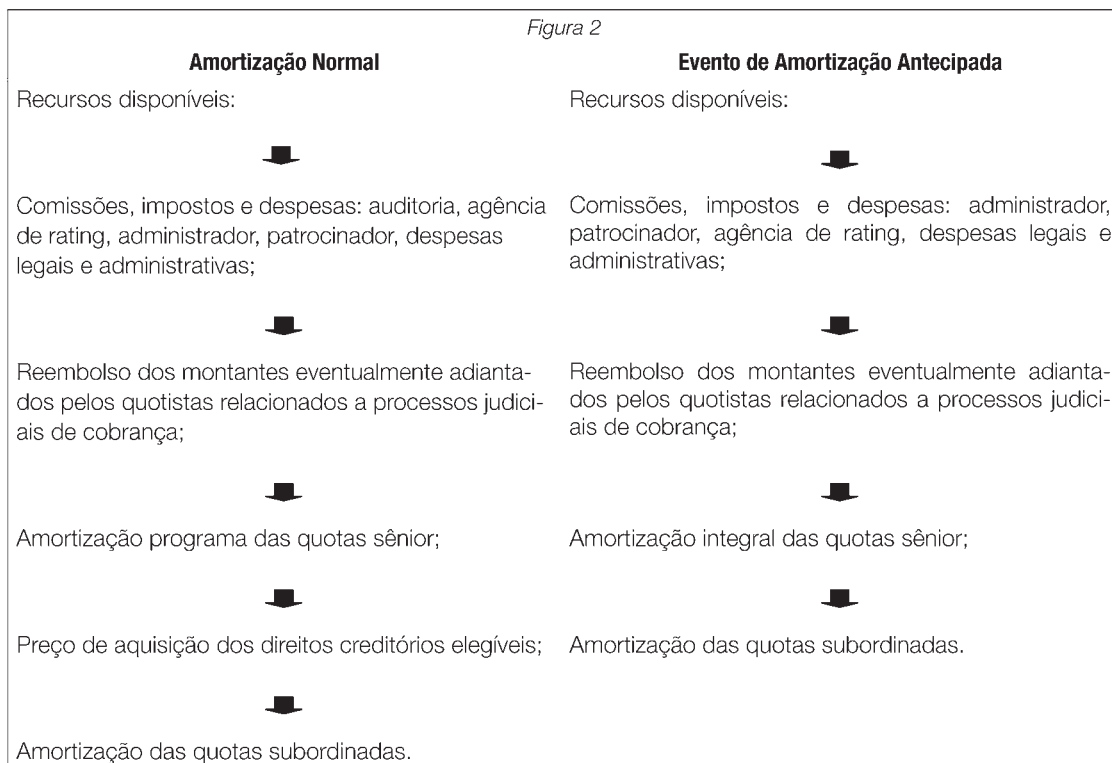 Figura 2
Amortização Normal
Recursos disponíveis:
Comissões, impostos e despesas: auditoria, agência
de rating, administrador, patrocinador, despesas
legais e administrativas;
Reembolso dos montantes eventualmente adianta-
dos pelos quotistas relacionados a processos judici-
ais de cobrança;
Amortização programa das quotas sênior;
Preço de aquisição dos direitos creditórios elegíveis;
Amortização das quotas subordinadas.
Evento de Amortização Antecipada
Recursos disponíveis:
Comissões, impostos e despesas: administrador,
patrocinador, agência de rating, despesas legais e
administrativas;
Reembolso dos montantes eventualmente adianta-
dos pelos quotistas relacionados a processos judici-
ais de cobrança;
Amortização integral das quotas sênior;
Amortização das quotas subordinadas.